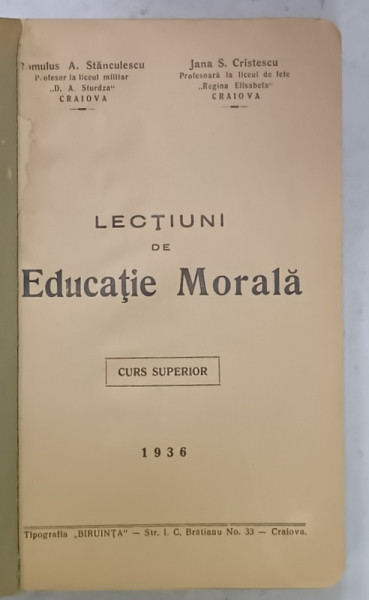 Romulus A. Stănculescu
Profesor la liceul militar
„D. A. Sturdza"
CRAIOVA
Jana S. Cristescu
Profesoară la liceul de fete
„Regina Elisabeta"
CRAIOVA
LECȚIUNI
DE
Educație Morală
CURS SUPERIOR
1936
Tipografia „BIRUINȚA" — Str. I. C. Brătianu No. 33 — Craiova.